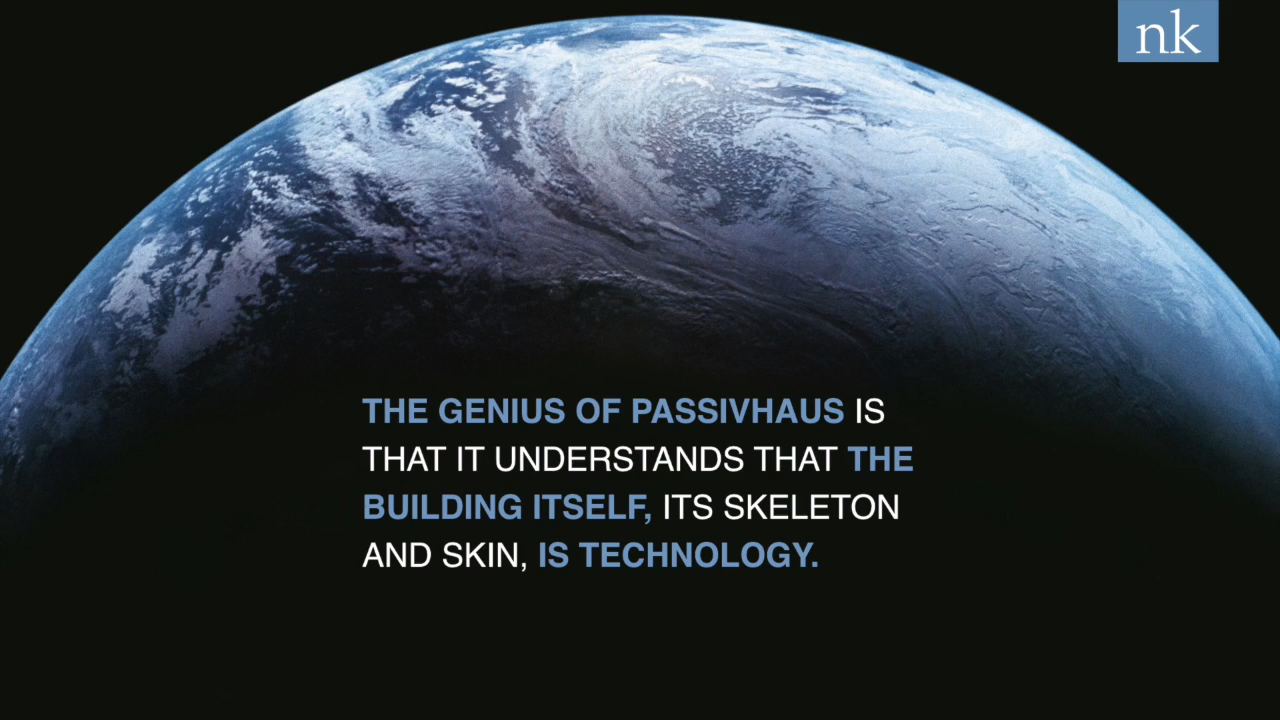 nk
THE GENIUS OF PASSIVHAUS IS
THAT IT UNDERSTANDS THAT THE
BUILDING ITSELF, ITS SKELETON
AND SKIN, IS TECHNOLOGY.